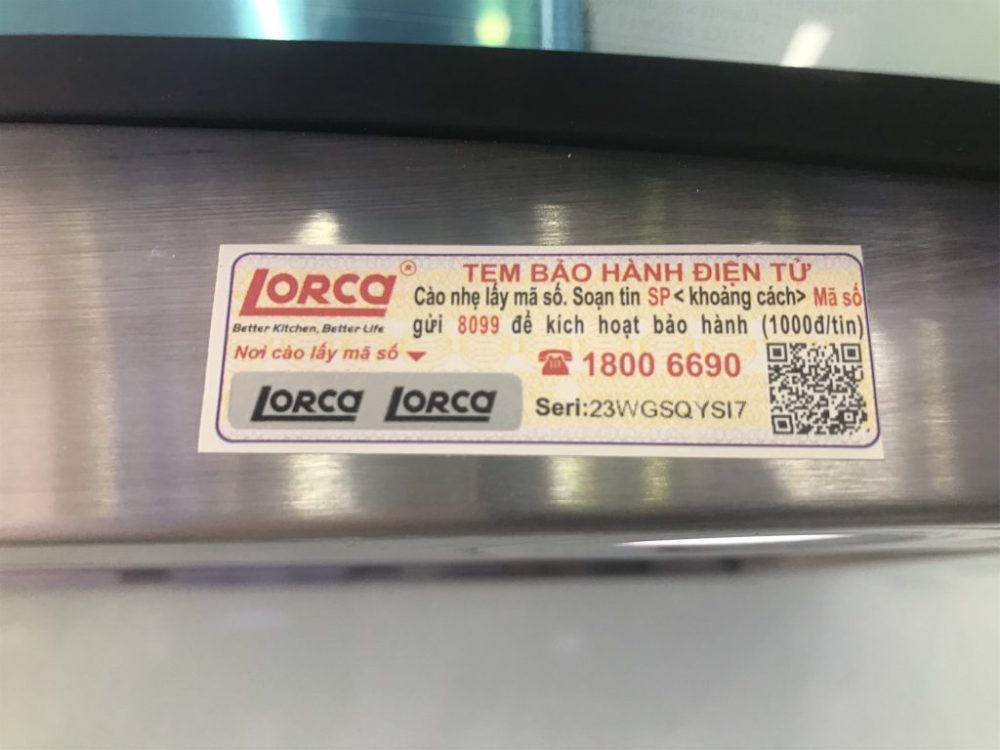 LORCA®
Better Kitchen, Better Life
TEM BẢO HÀNH ĐIỆN TỬ
Cào nhẹ lấy mã số. Soạn tin SP < khoảng cách> Mã số
gửi 8099 để kích hoạt bảo hành (1000đ/tin)
Nơi cào lấy mã số
☎ 1800 6690
LORCA LORCA
Seri:23WGSQYSI7